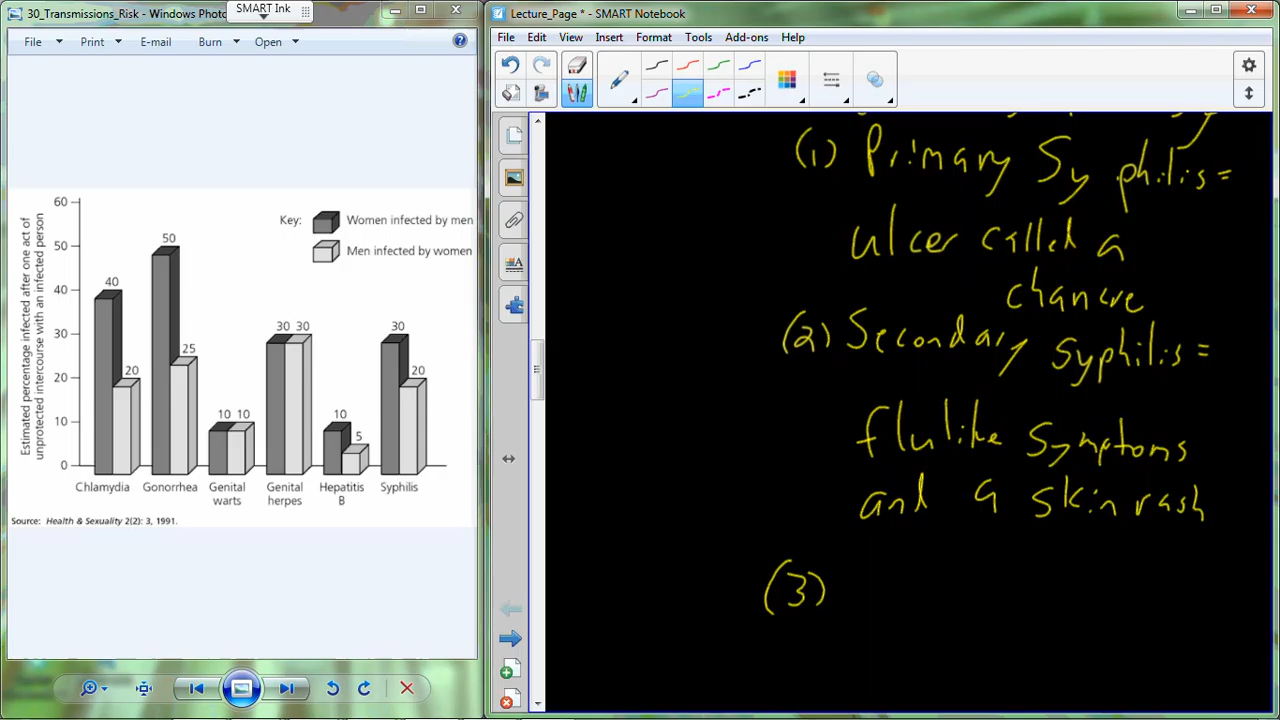 30_Transmissions_Risk - Windows Photo
SMART Ink
File Print E-mail Burn Open
60
50
40
30
20
10
0
Estimated percentage infected after one act of
unprotected intercourse with an infected person
Key: Women infected by men
Men infected by women
40 20
50 25
10 10
30 30
10 5
30 20
Chlamydia Gonorrhea Genital warts Genital herpes Hepatitis B Syphilis
Source: Health & Sexuality 2(2): 3, 1991.
Lecture_Page * - SMART Notebook
File Edit View Insert Format Tools Add-ons Help
(1) Primary Syphilis =
ulcer called a
chancre
(2) Secondary syphilis =
flulike symptoms
and a skin rash
(3)